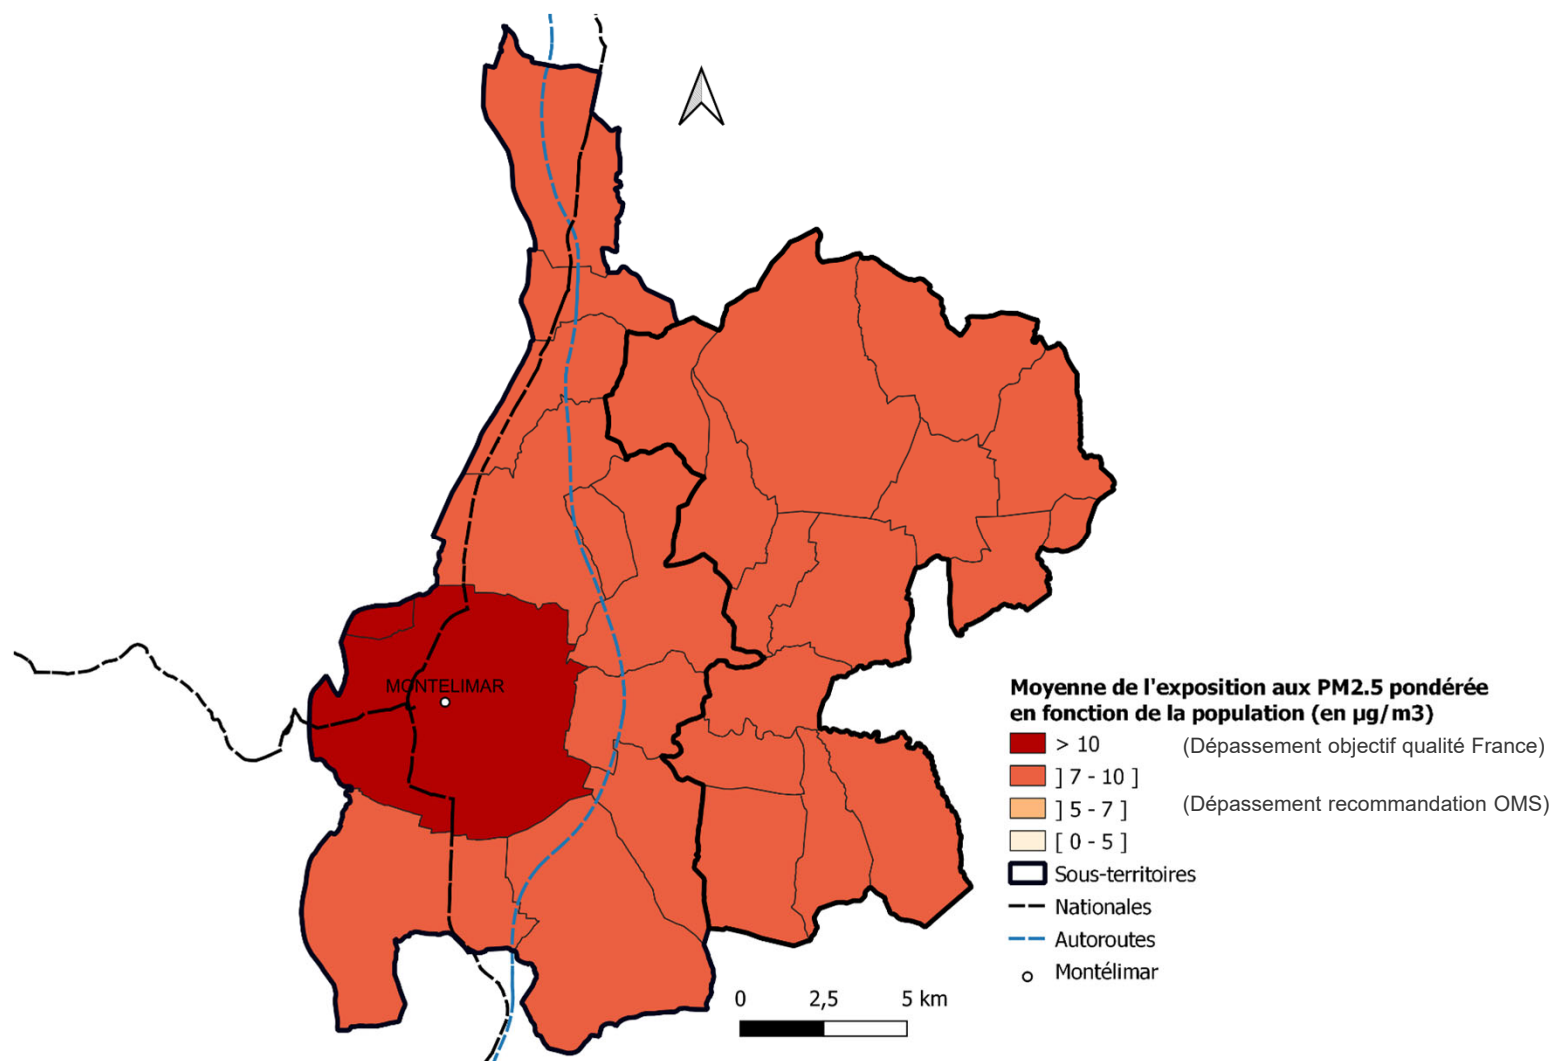 MONTELIMAR
Moyenne de l'exposition aux PM2.5 pondérée
en fonction de la population (en µg/m3)
> 10 (Dépassement objectif qualité France)
] 7 - 10 ]
] 5 - 7 ] (Dépassement recommandation OMS)
[ 0 - 5 ]
Sous-territoires
Nationales
Autoroutes
Montélimar
0 2,5 5 km